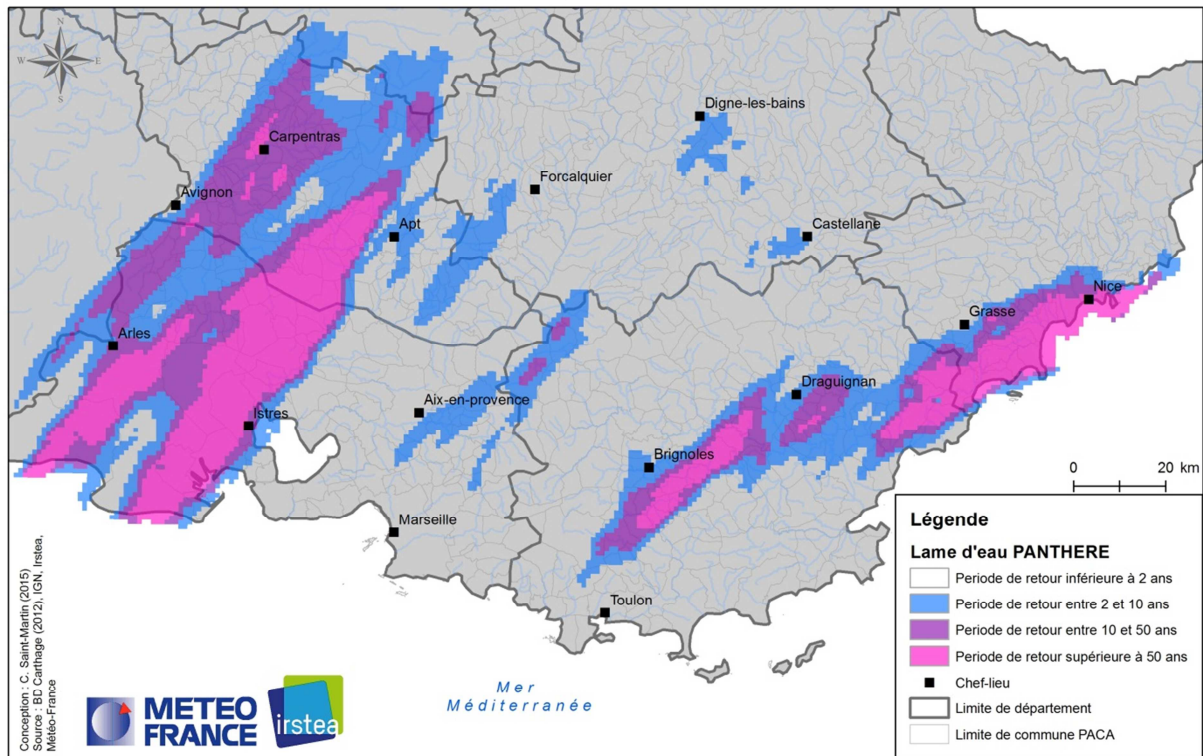 N
W
E
S
Digne-les-bains
Carpentras
Forcalquier
Avignon
Apt
Castellane
Nice
Grasse
Arles
Draguignan
Aix-en-provence
Istres
Brignoles
0 20 km
Marseille
Toulon
Mer
Méditerranée
Conception : C. Saint-Martin (2015)
Source : BD Carthage (2012), IGN, Irstea,
Météo-France
METEO
FRANCE
irstea
Légende
Lame d'eau PANTHERE
Periode de retour inférieure à 2 ans
Periode de retour entre 2 et 10 ans
Periode de retour entre 10 et 50 ans
Periode de retour supérieure à 50 ans
Chef-lieu
Limite de département
Limite de commune PACA